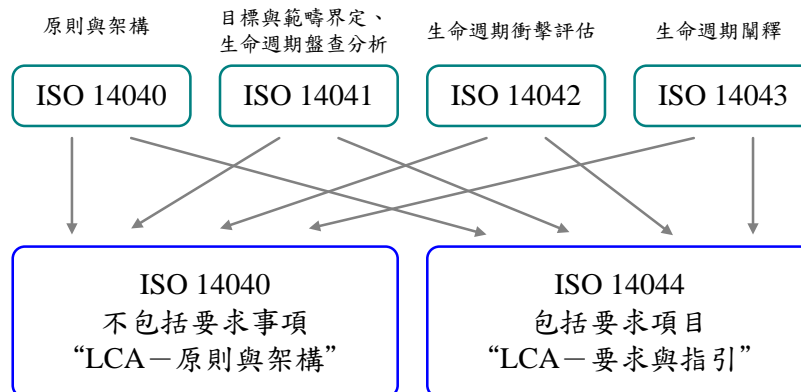 原則與架構
目標與範疇界定、
生命週期盤查分析
生命週期衝擊評估
生命週期闡釋
ISO 14040
ISO 14041
ISO 14042
ISO 14043
ISO 14040
不包括要求事項
“LCA－原則與架構”
ISO 14044
包括要求項目
“LCA－要求與指引”